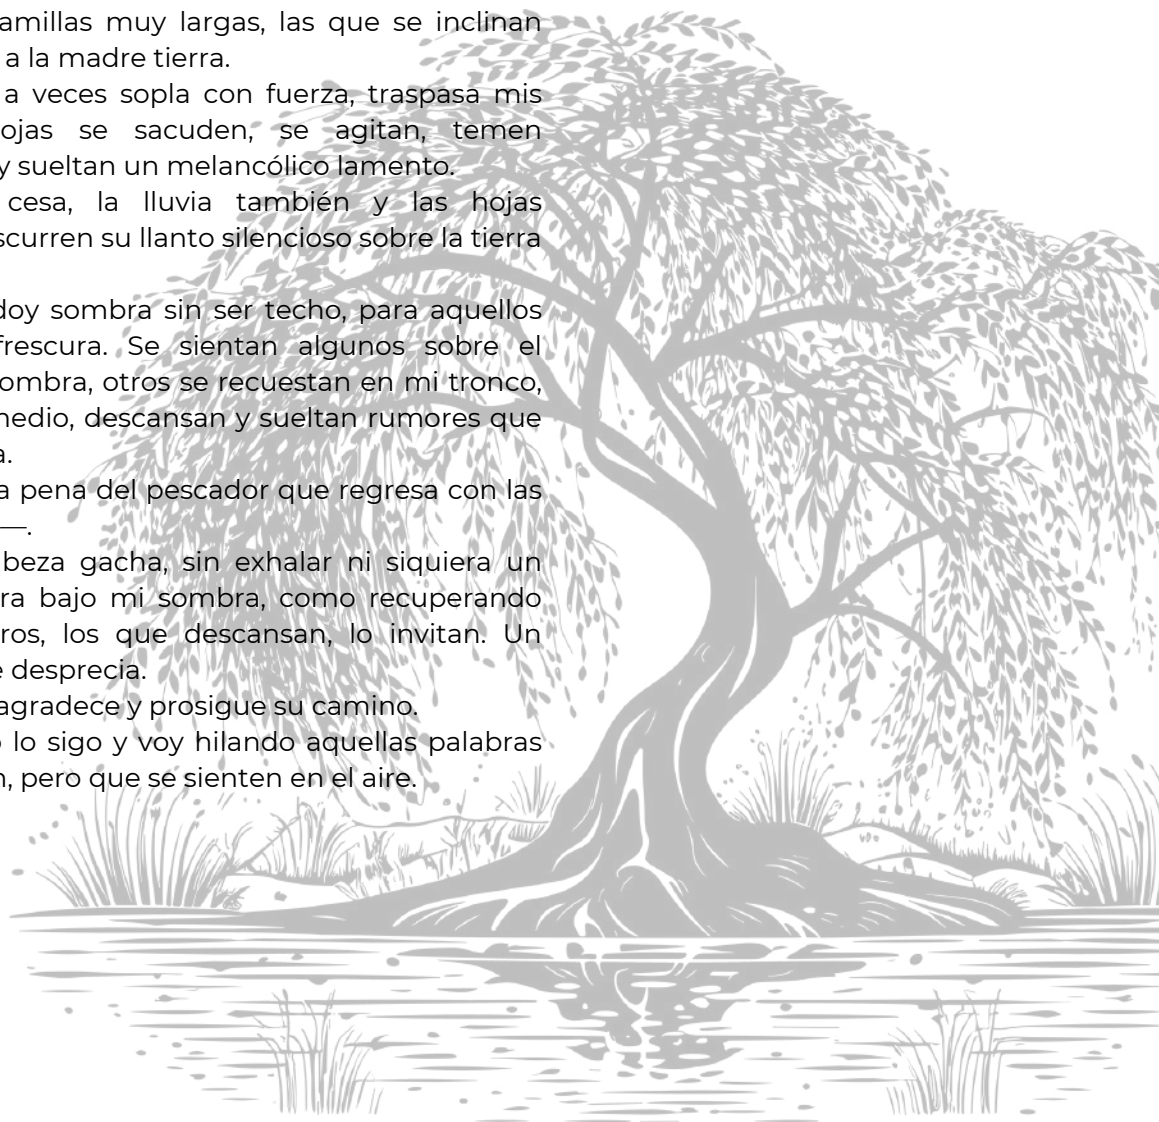 amillas muy largas, las que se inclinan
a la madre tierra.
a veces sopla con fuerza, traspasa mis
ojas se sacuden, se agitan, temen
y sueltan un melancólico lamento.
cesa, la lluvia también y las hojas
scurren su llanto silencioso sobre la tierra
doy sombra sin ser techo, para aquellos
frescura. Se sientan algunos sobre el
ombra, otros se recuestan en mi tronco,
medio, descansan y sueltan rumores que
a.
a pena del pescador que regresa con las
—.
beza gacha, sin exhalar ni siquiera un
ra bajo mi sombra, como recuperando
ros, los que descansan, lo invitan. Un
e desprecia.
agradece y prosigue su camino.
o lo sigo y voy hilando aquellas palabras
n, pero que se sienten en el aire.